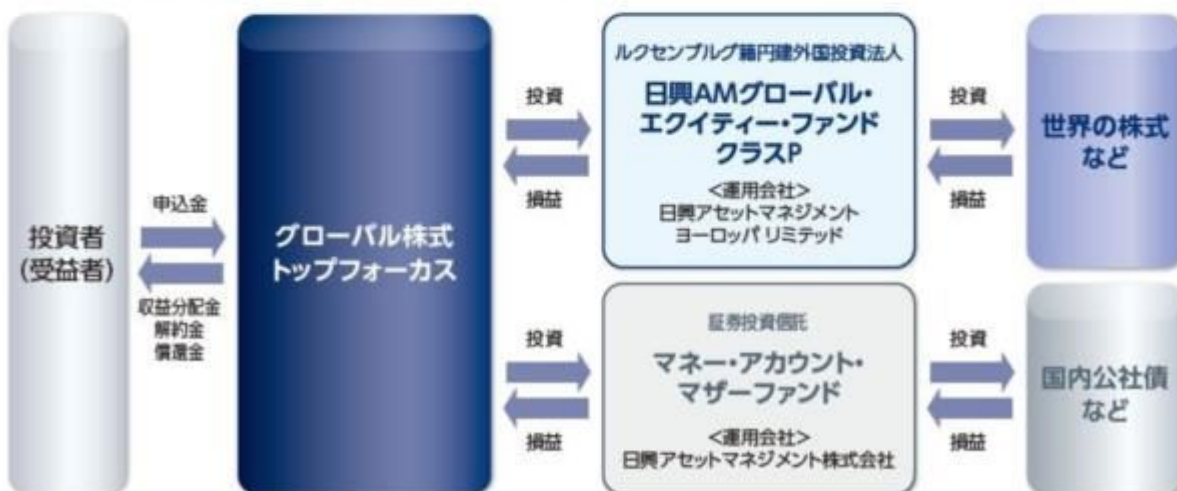 投資者
(受益者)
申込金
収益分配金
解約金
償還金
グローバル株式
トップフォーカス
投資
損益
ルクセンブルグ籍円建外国投資法人
日興AMグローバル・
エクイティー・ファンド
クラスP
<運用会社>
日興アセットマネジメント
ヨーロッパ リミテッド
投資
損益
世界の株式
など
投資
損益
証券投資信託
マネー・アカウント・
マザーファンド
<運用会社>
日興アセットマネジメント株式会社
投資
損益
国内公社債
など